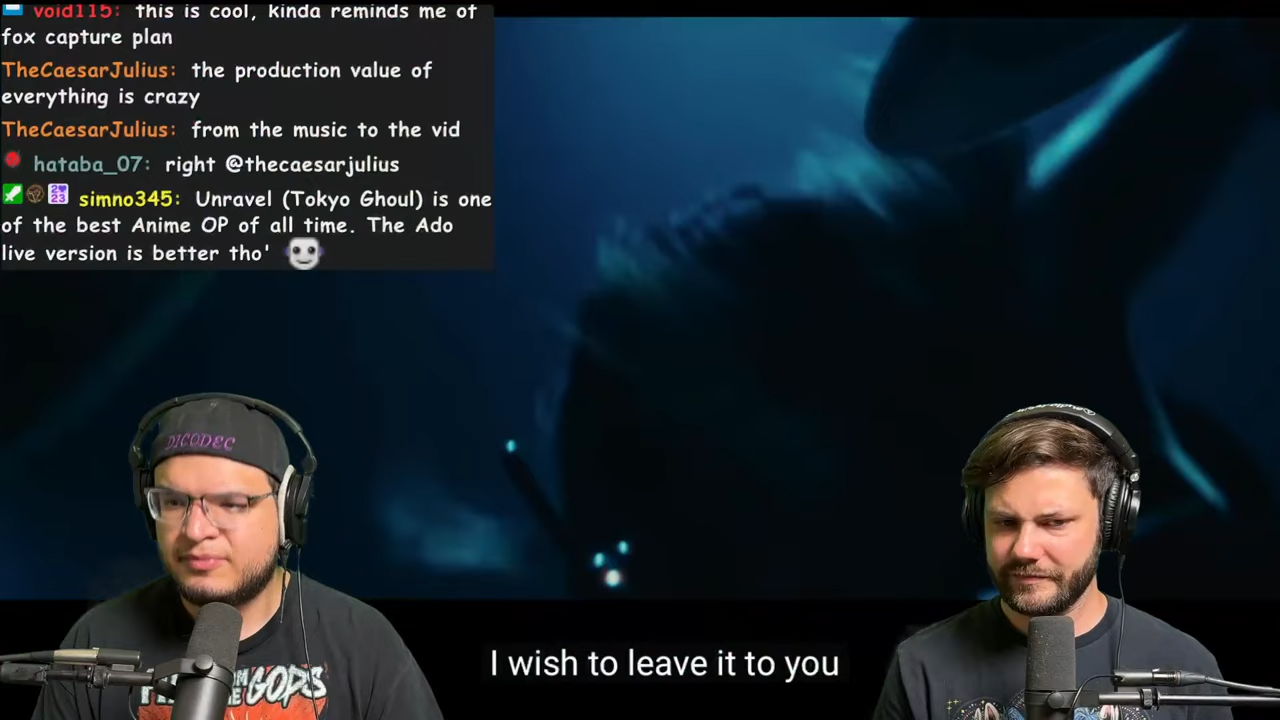 void115: this is cool, kinda reminds me of
fox capture plan
TheCaesarJulius: the production value of
everything is crazy
TheCaesarJulius: from the music to the vid
hataba_07: right @thecaesarjulius
simno345: Unravel (Tokyo Ghoul) is one
of the best Anime OP of all time. The Ado
live version is better tho'
DICODEC
GODS
I wish to leave it to you